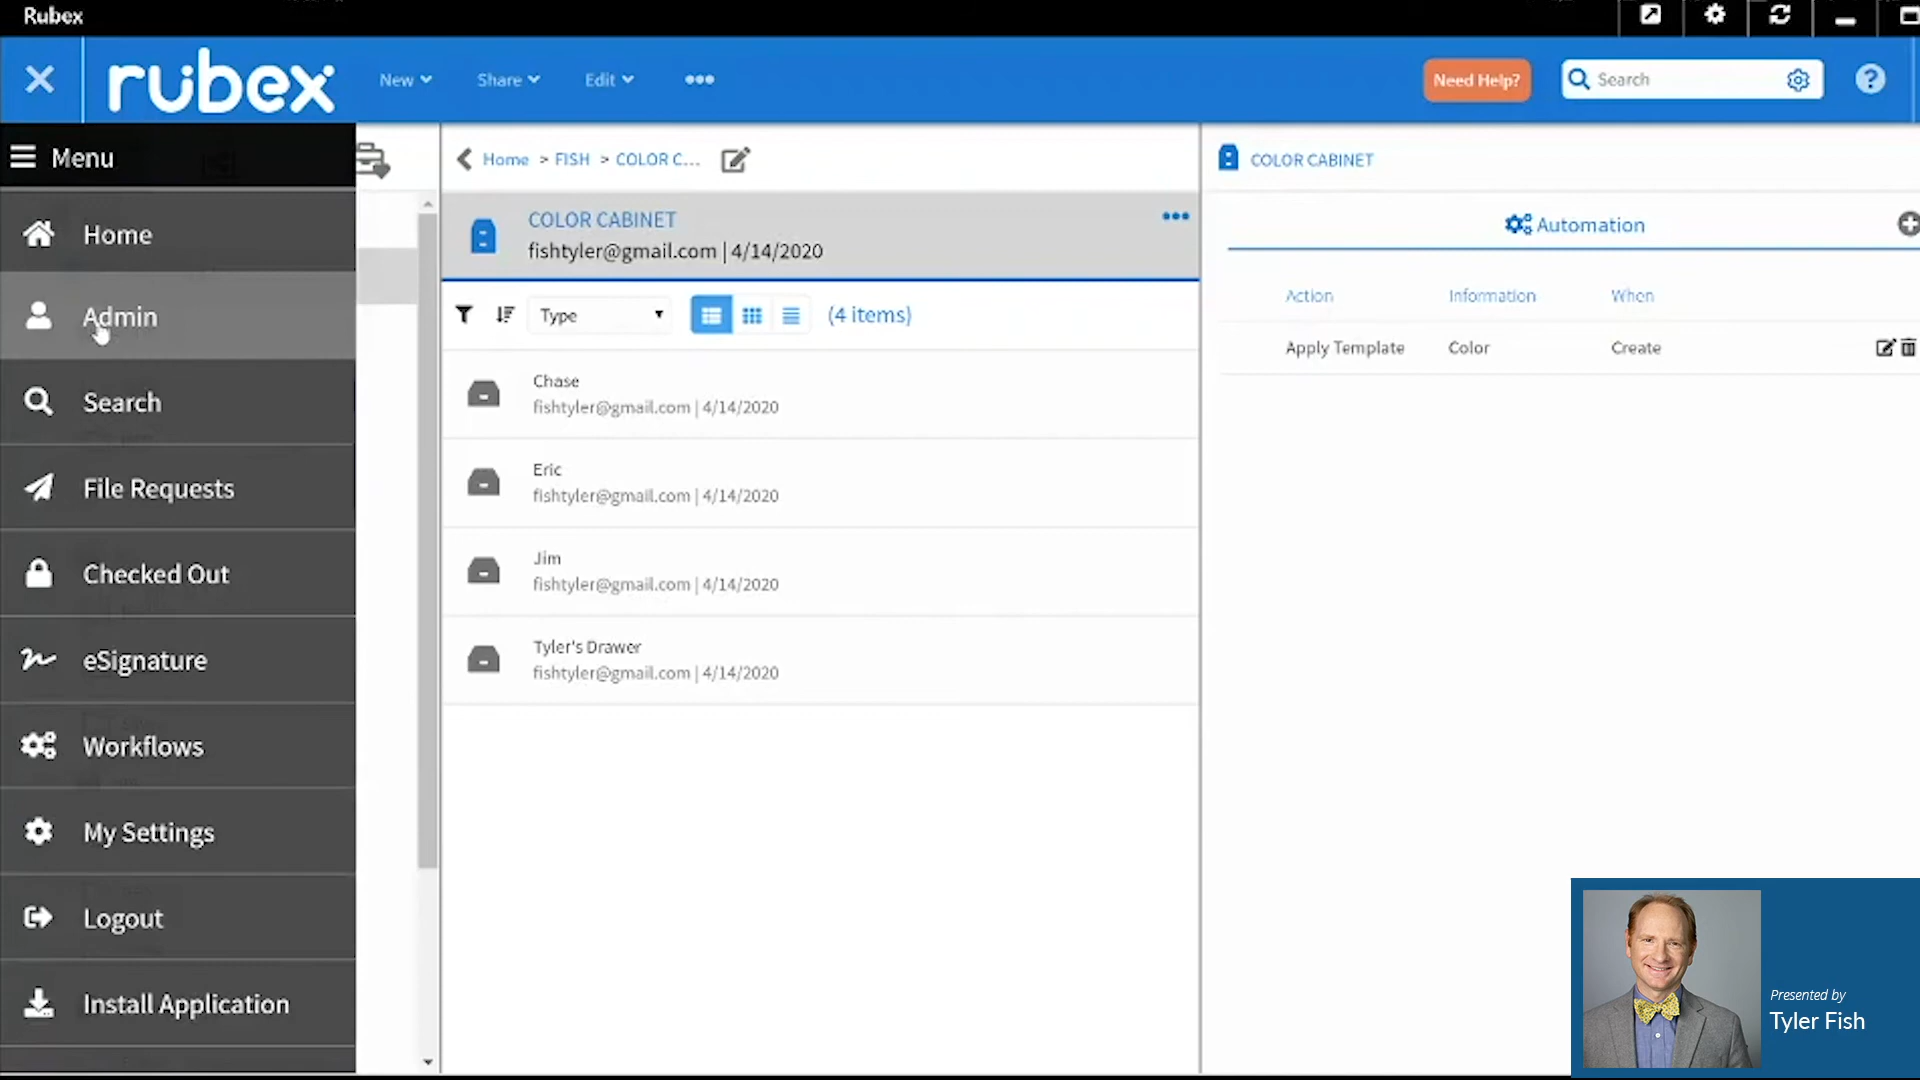 Rubex
rubex
New
Share
Edit
Need Help?
Search
Menu
Home
Admin
Search
File Requests
Checked Out
eSignature
Workflows
My Settings
Logout
Install Application
Home > FISH > COLOR C...
COLOR CABINET
fishtyler@gmail.com | 4/14/2020
Type
(4 items)
Chase
fishtyler@gmail.com | 4/14/2020
Eric
fishtyler@gmail.com | 4/14/2020
Jim
fishtyler@gmail.com | 4/14/2020
Tyler's Drawer
fishtyler@gmail.com | 4/14/2020
COLOR CABINET
Automation
Action Information When
Apply Template Color Create
Presented by
Tyler Fish